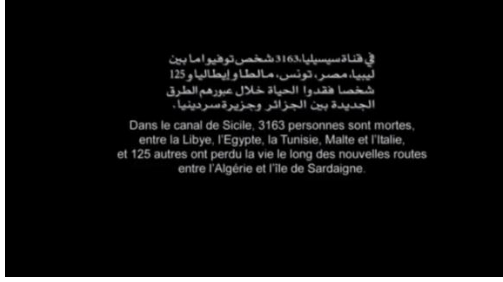 في قناة سيسيليا،3163 شخص توفيوا ما بين
ليبيا، مصر، تونس، مالطا و إيطاليا و 125
شخصا فقدوا الحياة خلال عبورهم الطرق
الجديدة بين الجزائر وجزيرة سردينيا.
Dans le canal de Sicile, 3163 personnes sont mortes,
entre la Libye, l'Egypte, la Tunisie, Malte et l'Italie,
et 125 autres ont perdu la vie le long des nouvelles routes
entre l'Algérie et l'île de Sardaigne.